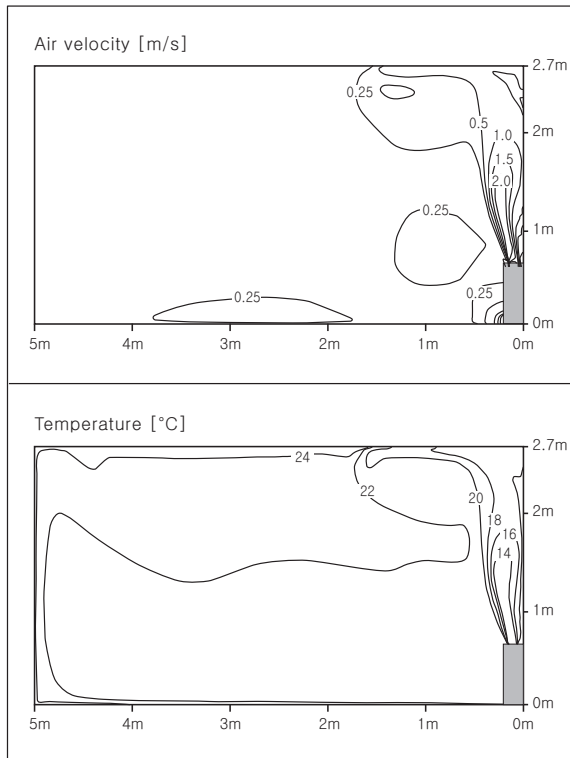 Air velocity [m/s]
2.7m
0.25
0.5
2m
1.0
1.5
2.0
0.25
1m
0.25
0.25
0m
5m 4m 3m 2m 1m 0m
Temperature [°C]
2.7m
24
22
20
2m
18
16
14
1m
0m
5m 4m 3m 2m 1m 0m